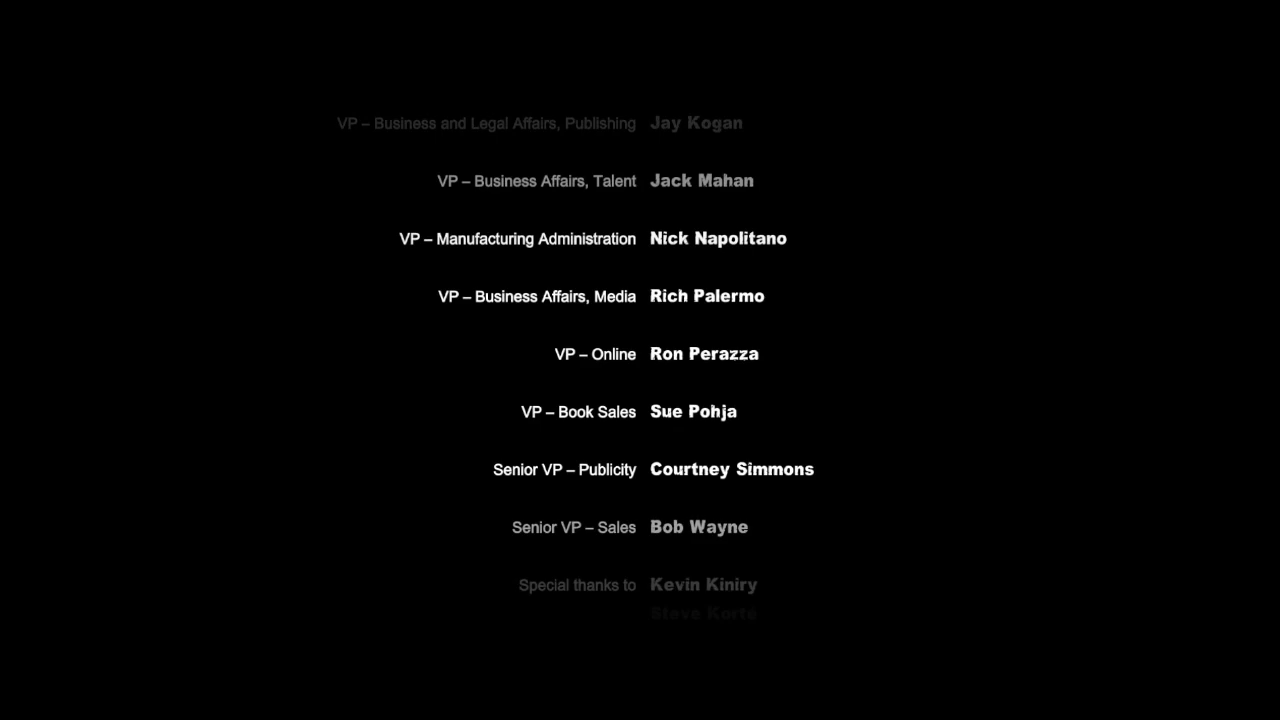 VP – Business and Legal Affairs, Publishing Jay Kogan
VP – Business Affairs, Talent Jack Mahan
VP – Manufacturing Administration Nick Napolitano
VP – Business Affairs, Media Rich Palermo
VP – Online Ron Perazza
VP – Book Sales Sue Pohja
Senior VP – Publicity Courtney Simmons
Senior VP – Sales Bob Wayne
Special thanks to Kevin Kiniry
Steve Korté